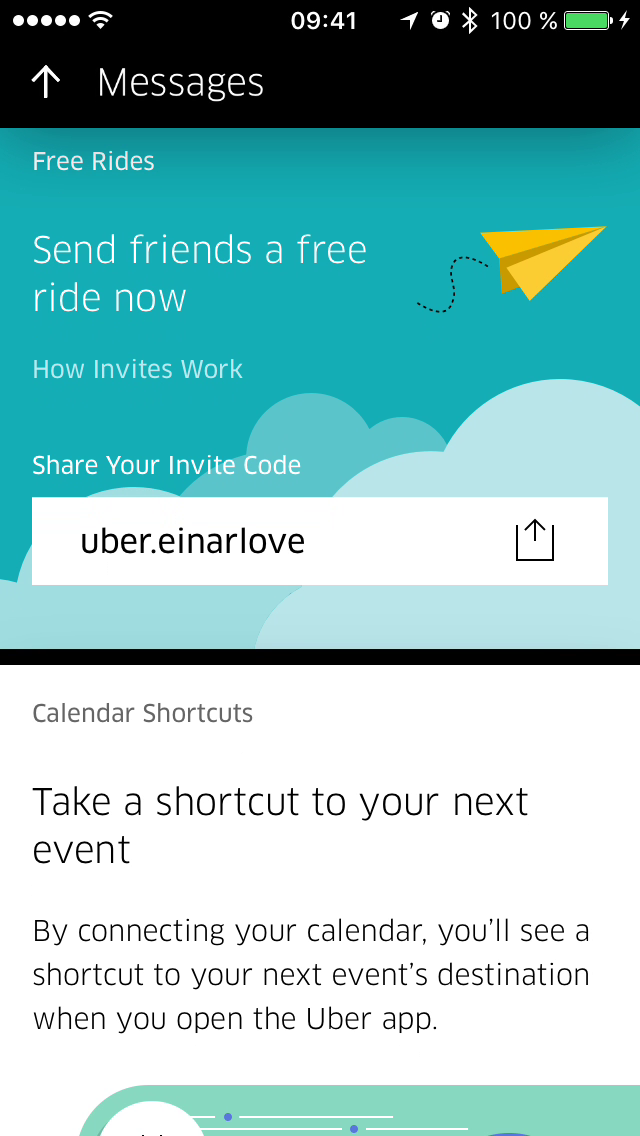 09:41
100 %
Messages
Free Rides
Send friends a free
ride now
How Invites Work
Share Your Invite Code
uber.einarlove
Calendar Shortcuts
Take a shortcut to your next
event
By connecting your calendar, you’ll see a
shortcut to your next event’s destination
when you open the Uber app.